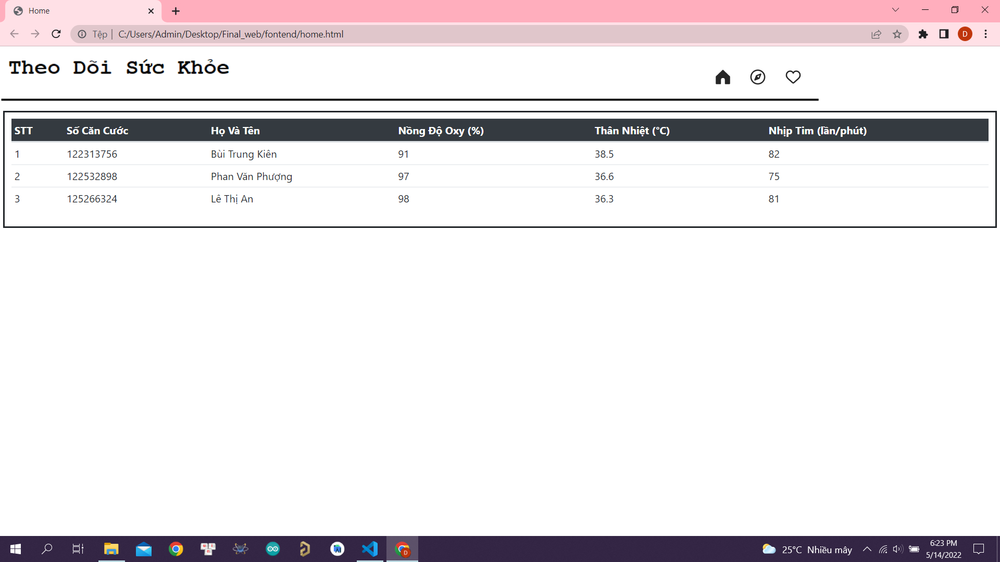 Home
Tệp | C:/Users/Admin/Desktop/Final_web/fontend/home.html
D
Theo Dõi Sức Khỏe
STT Số Căn Cước Họ Và Tên Nồng Độ Oxy (%) Thân Nhiệt (°C) Nhịp Tim (lần/phút)
1 122313756 Bùi Trung Kiên 91 38.5 82
2 122532898 Phan Văn Phượng 97 36.6 75
3 125266324 Lê Thị An 98 36.3 81
25°C Nhiều mây
6:23 PM
5/14/2022